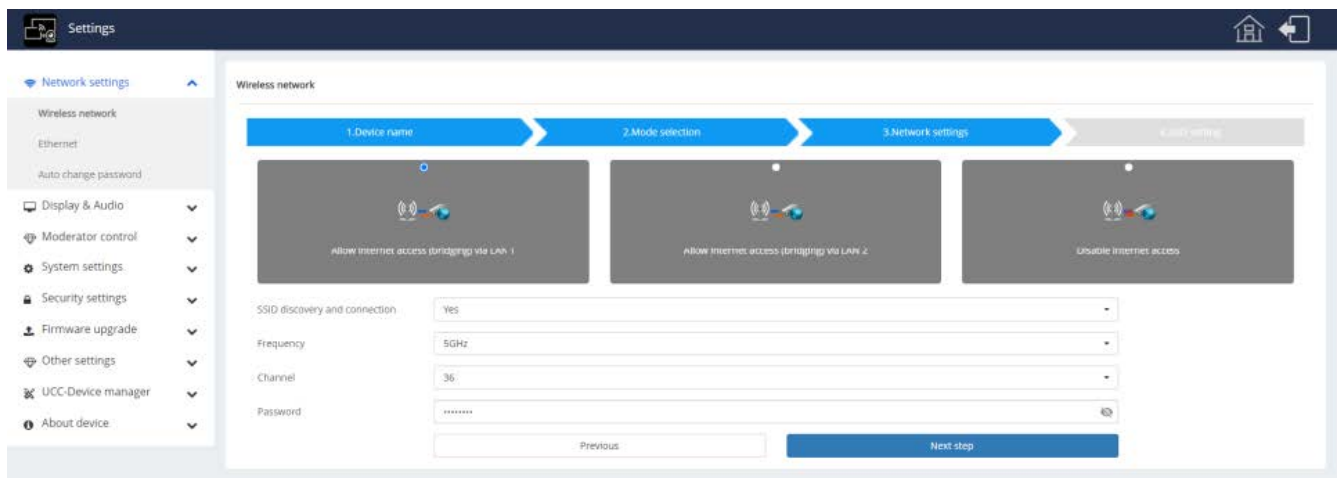 Settings
Network settings
Wireless network
Ethernet
Auto change password
Display & Audio
Moderator control
System settings
Security settings
Firmware upgrade
Other settings
UCC-Device manager
About device
Wireless network
1.Device name
2.Mode selection
3.Network settings
Allow Internet access (bridging) via LAN 1
Allow Internet access (bridging) via LAN 2
Disable Internet access
SSID discovery and connection
Yes
Frequency
5GHz
Channel
36
Password
********
Previous
Next step